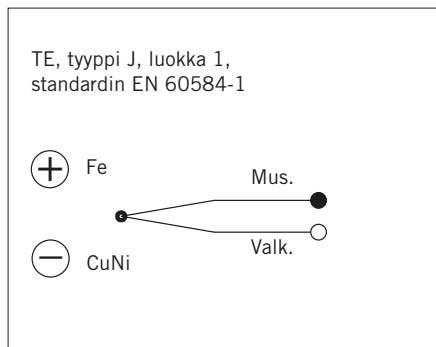 TE, tyyppi J, luokka 1,
standardin EN 60584-1
Fe
Mus.
Valk.
CuNi